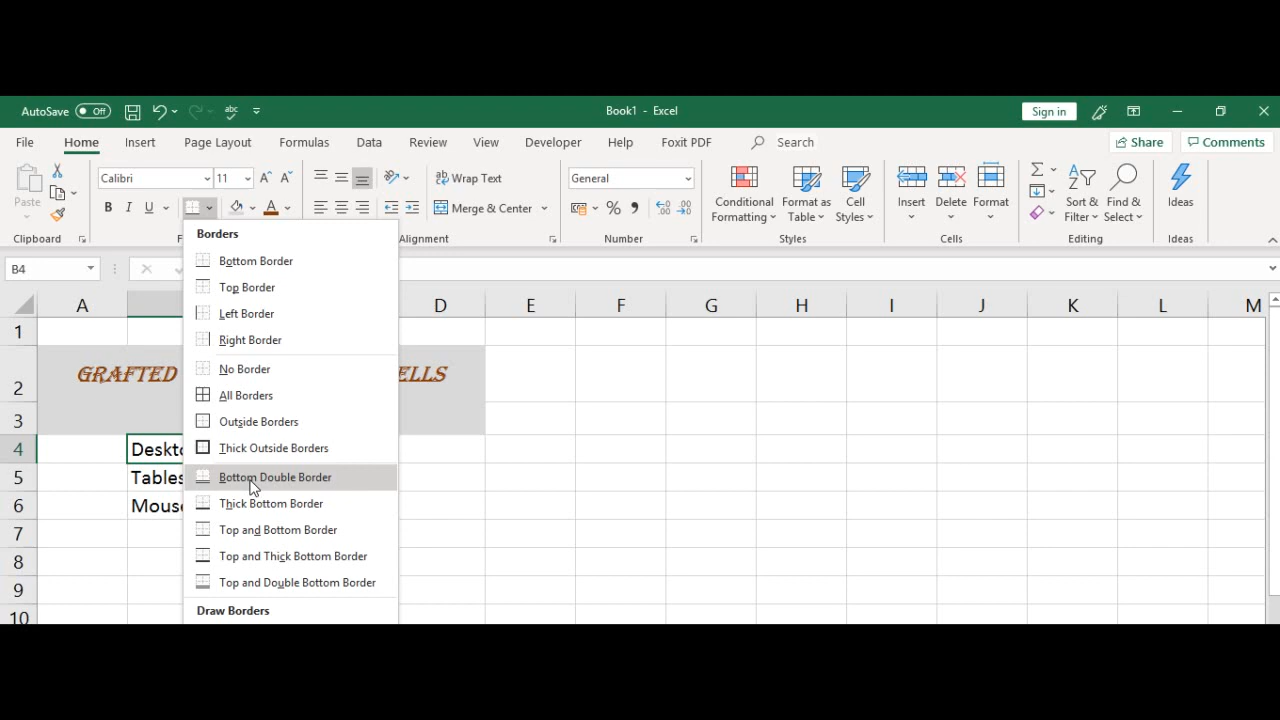 AutoSave Off abc Book1 - Excel Sign in
File Home Insert Page Layout Formulas Data Review View Developer Help Foxit PDF Search Share Comments
Paste Calibri 11 A A Wrap Text General Conditional Formatting Format as Table Cell Styles Insert Delete Format Sort & Filter Find & Select Ideas
B I U A Merge & Center % , .00
Clipboard F Alignment Number Styles Cells Editing Ideas
B4
A D E F G H I J K L M
1
2 GRAFTED ELLS
3
4 Deskto
5 Tables
6 Mouse
7
8
9
10
Borders
Bottom Border
Top Border
Left Border
Right Border
No Border
All Borders
Outside Borders
Thick Outside Borders
Bottom Double Border
Thick Bottom Border
Top and Bottom Border
Top and Thick Bottom Border
Top and Double Bottom Border
Draw Borders